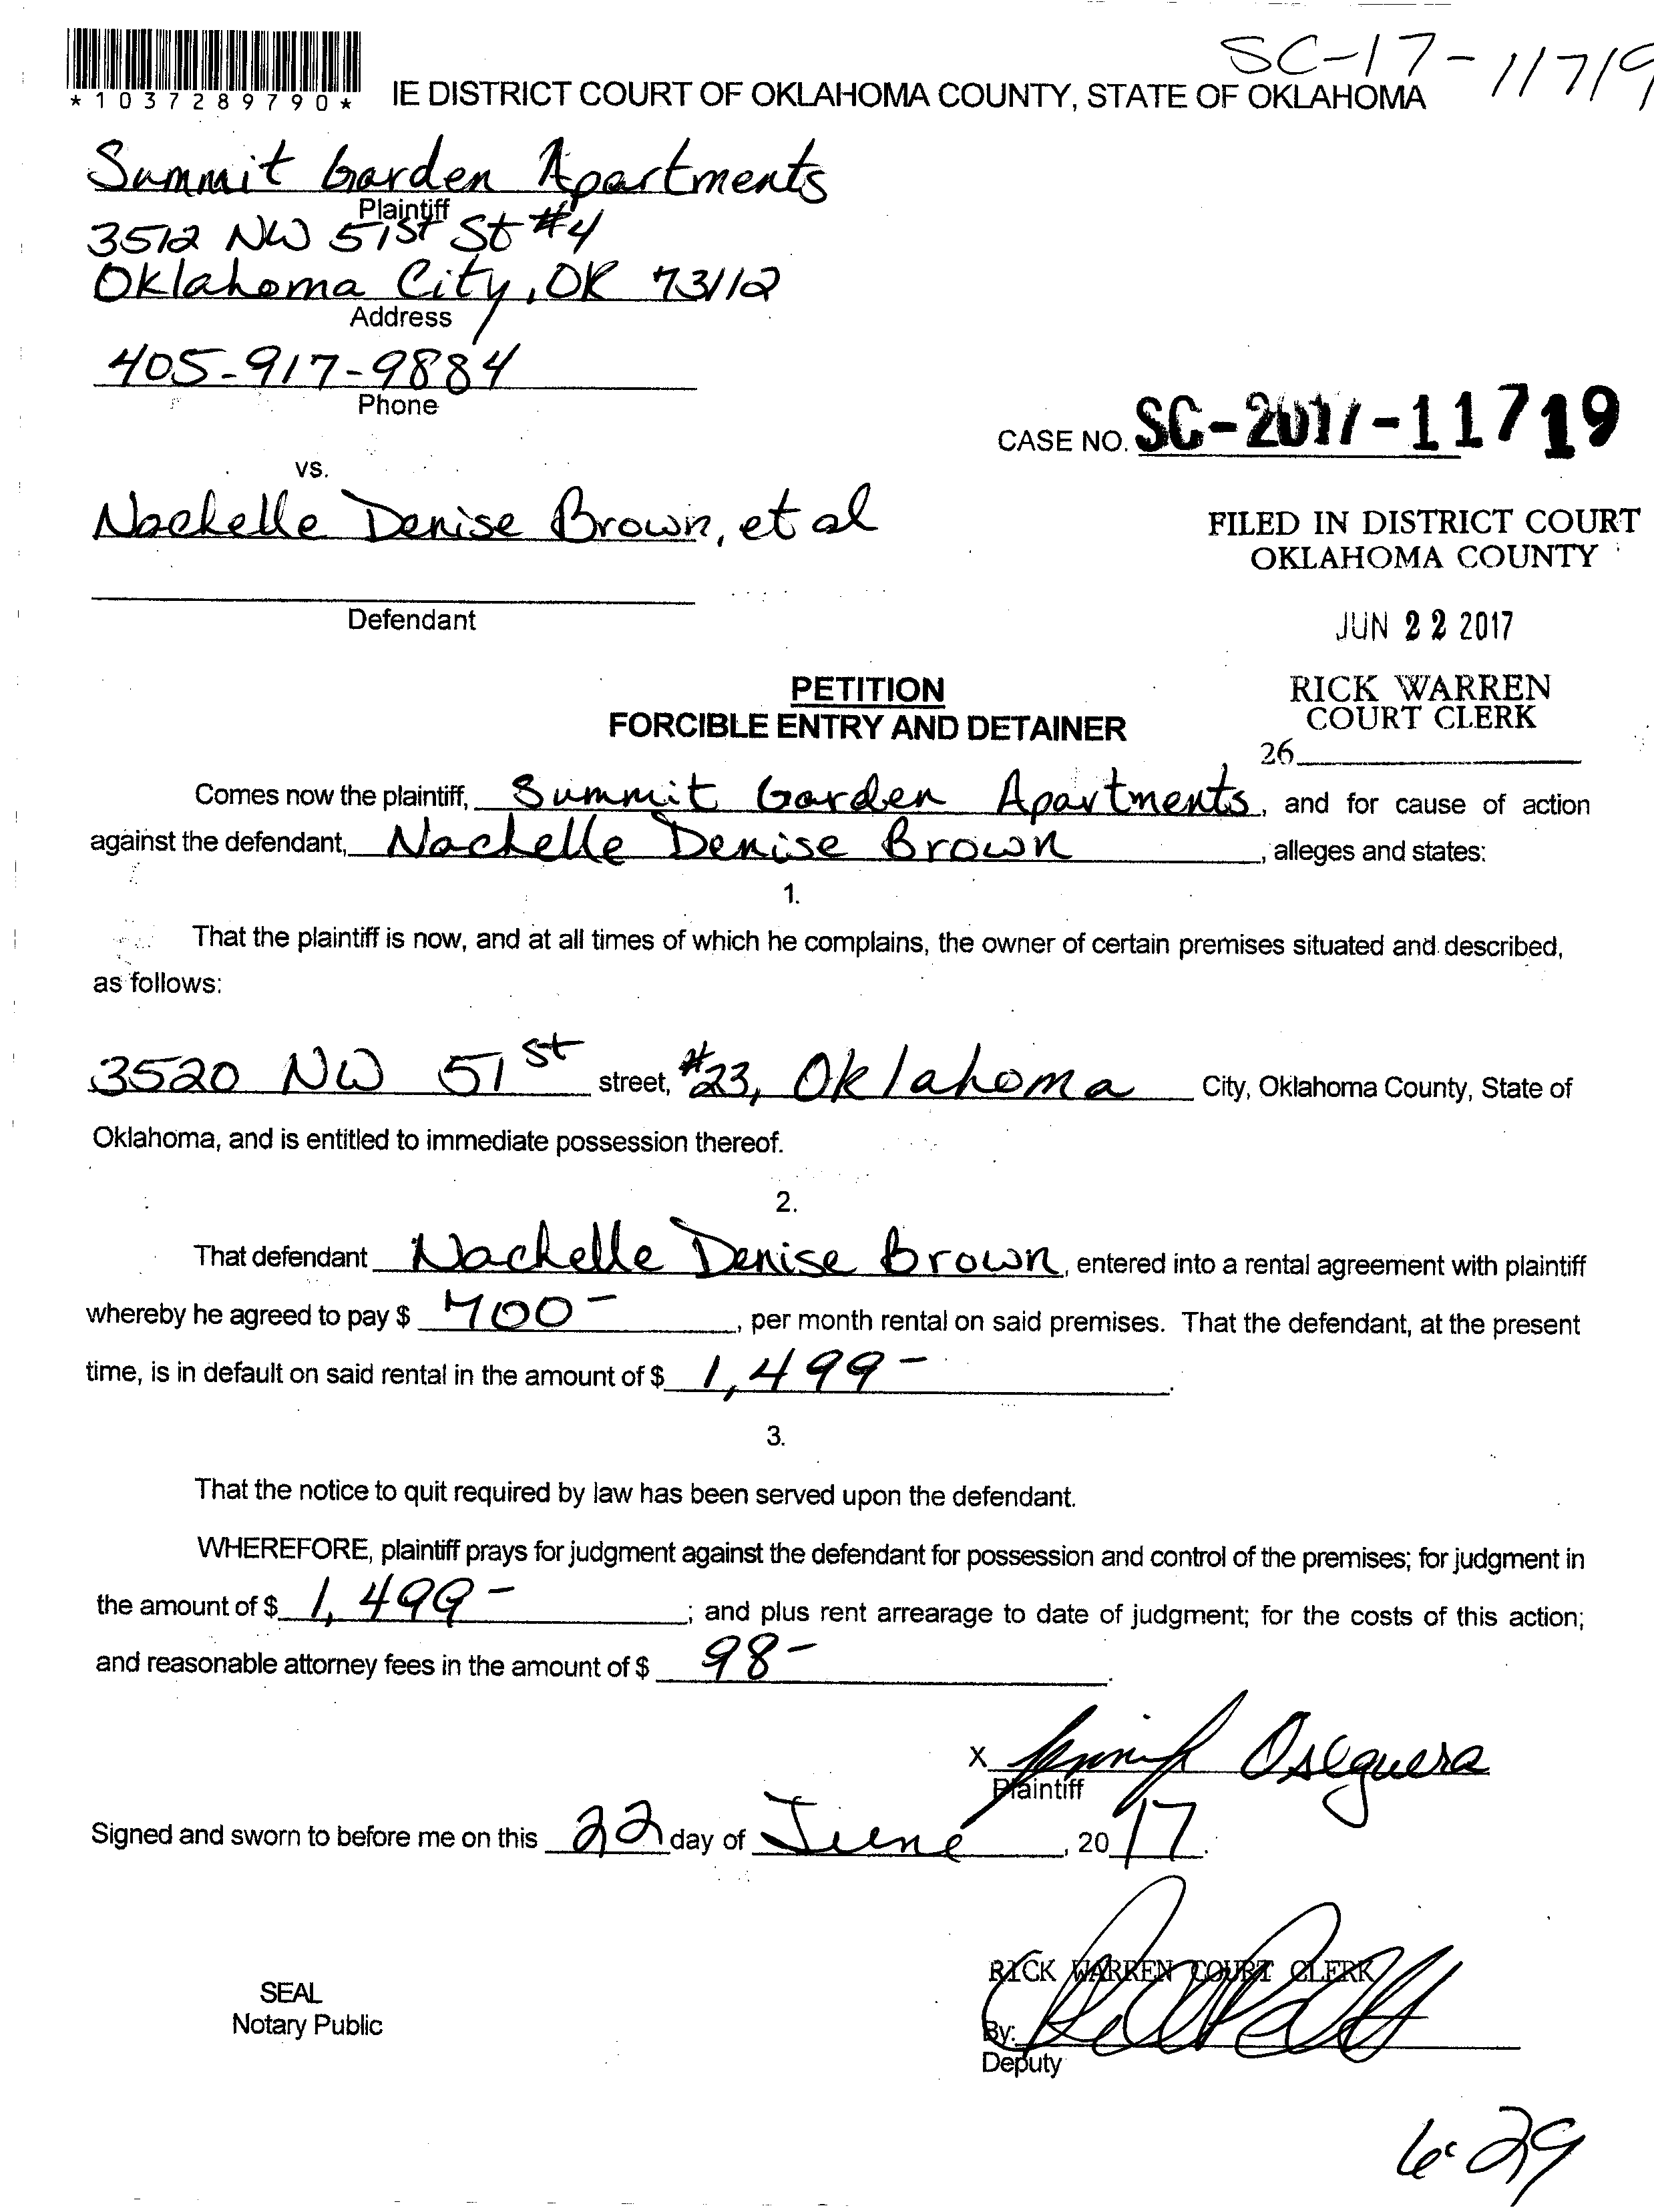 SC-17-11719
*1037289790*
IE DISTRICT COURT OF OKLAHOMA COUNTY, STATE OF OKLAHOMA
Summit Garden Apartments
Plaintiff
3512 NW 51st St #4
Oklahoma City, OK 73112
Address
405-917-9884
Phone
CASE NO. SC-2017-11719
vs.
Nachelle Denise Brown, et al
FILED IN DISTRICT COURT
OKLAHOMA COUNTY
Defendant
JUN 22 2017
PETITION
FORCIBLE ENTRY AND DETAINER
RICK WARREN
COURT CLERK
26
Comes now the plaintiff, Summit Garden Apartments, and for cause of action
against the defendant, Nachelle Denise Brown, alleges and states:
1.
That the plaintiff is now, and at all times of which he complains, the owner of certain premises situated and described,
as follows:
3520 NW 51st street, #23, Oklahoma City, Oklahoma County, State of
Oklahoma, and is entitled to immediate possession thereof.
2.
That defendant Nachelle Denise Brown, entered into a rental agreement with plaintiff
whereby he agreed to pay $ 700-, per month rental on said premises. That the defendant, at the present
time, is in default on said rental in the amount of $ 1,499-.
3.
That the notice to quit required by law has been served upon the defendant.
WHEREFORE, plaintiff prays for judgment against the defendant for possession and control of the premises; for judgment in
the amount of $ 1,499-; and plus rent arrearage to date of judgment; for the costs of this action;
and reasonable attorney fees in the amount of $ 98-.
X Oseguera
Plaintiff
Signed and sworn to before me on this 22 day of June, 2017.
RICK WARREN COURT CLERK
SEAL
Notary Public
By:
Deputy
6-29